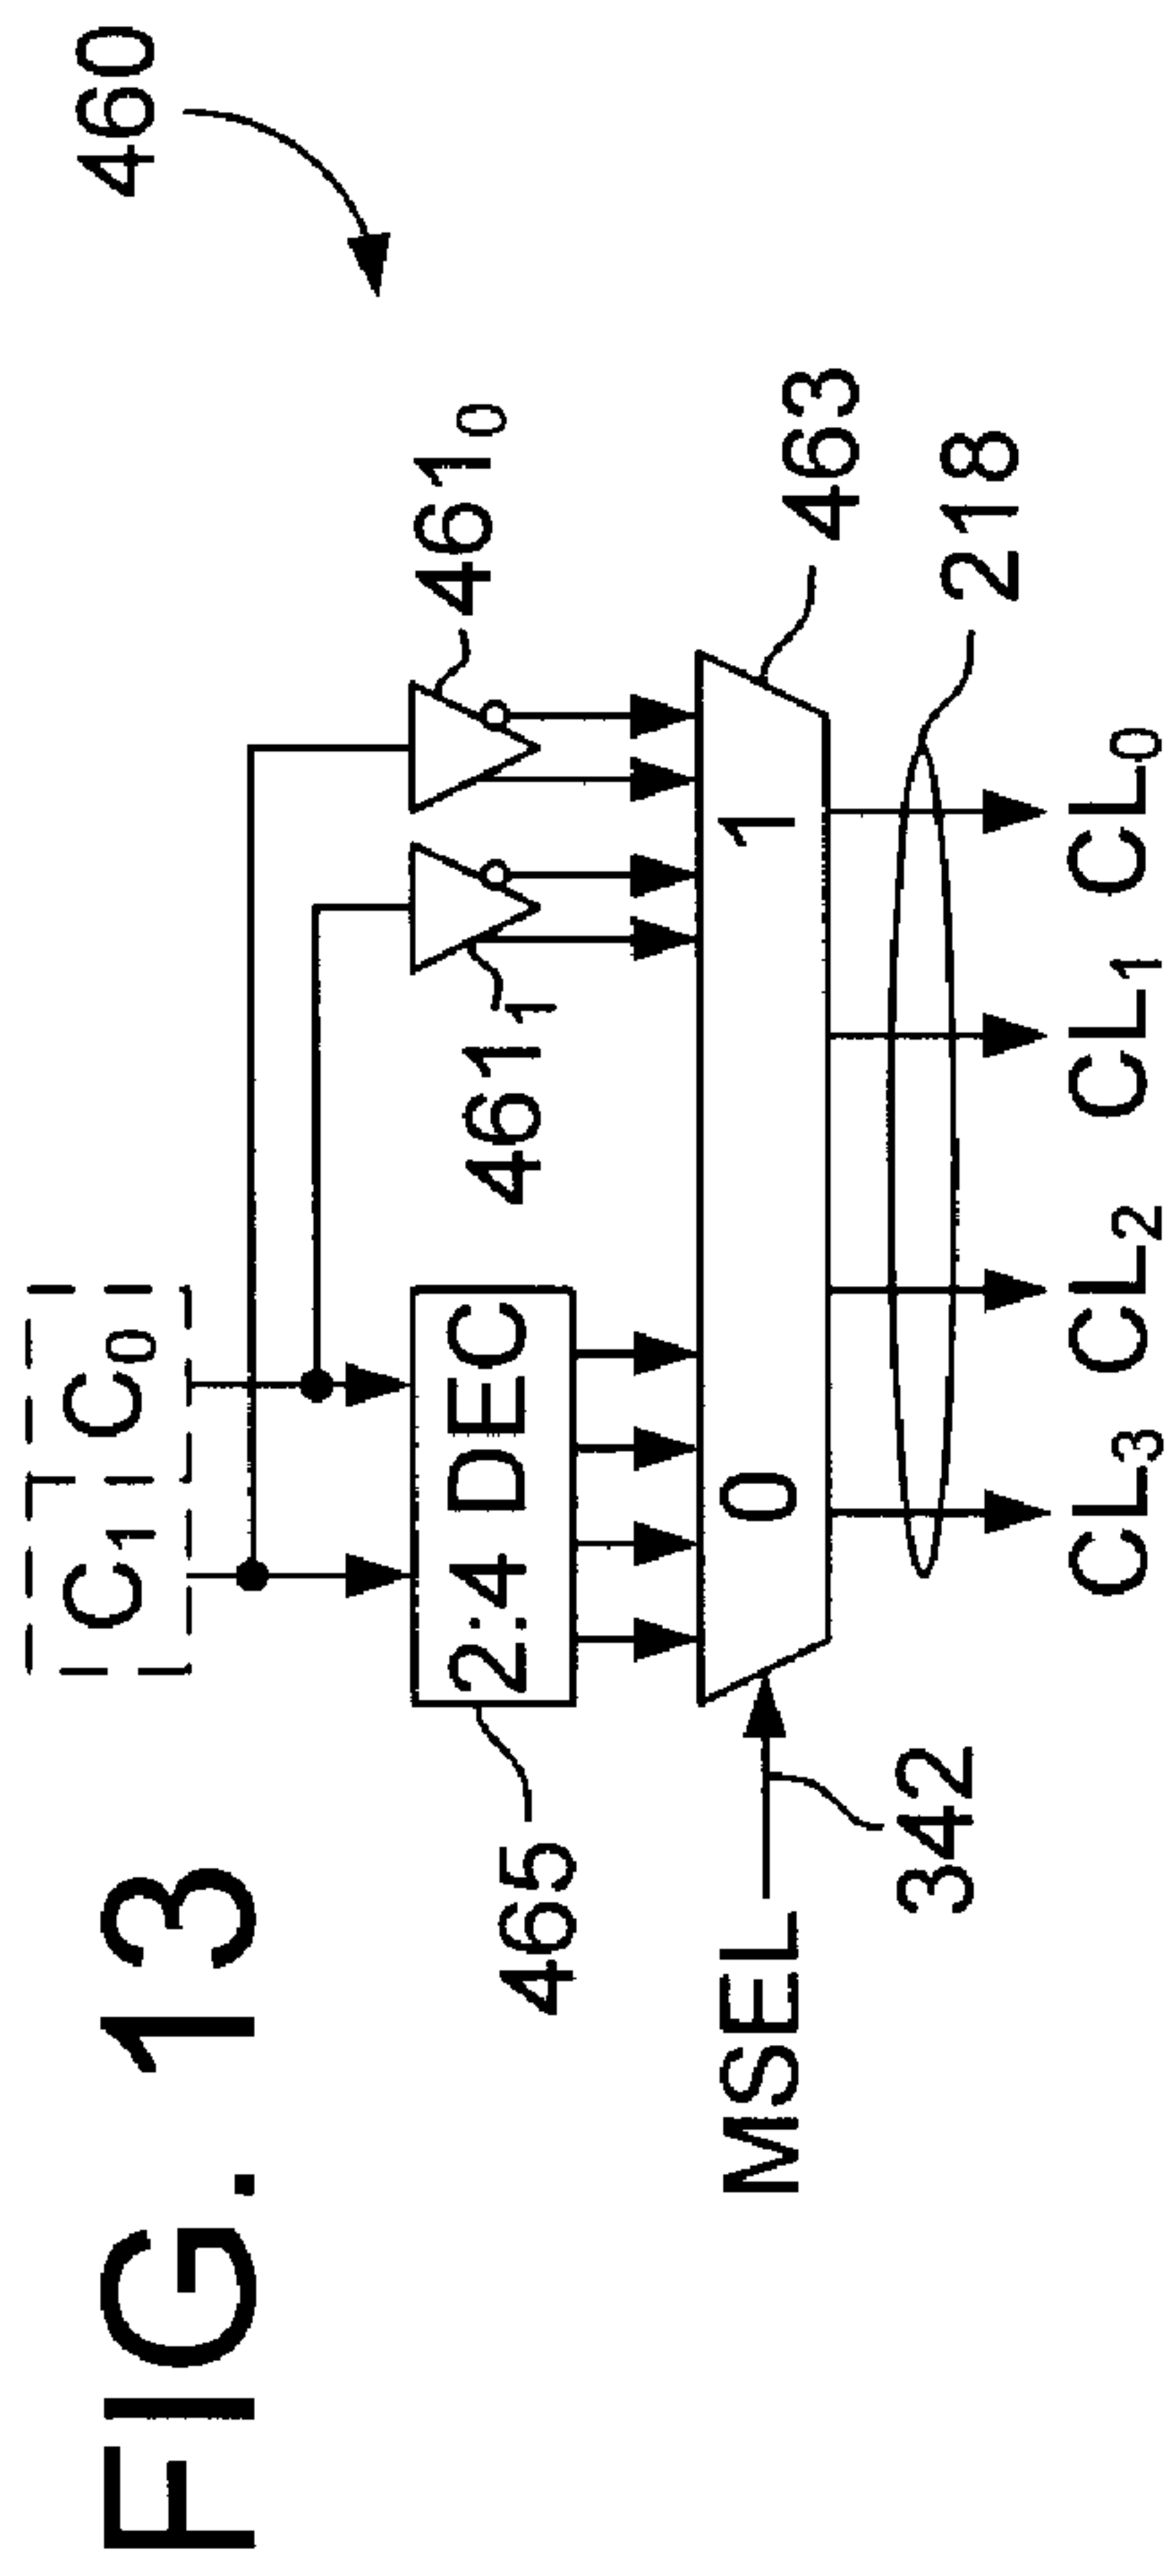 FIG. 13
460
C₁ C₀
465
2:4 DEC
461₁
461₀
MSEL
342
0
1
463
218
CL₃
CL₂
CL₁
CL₀